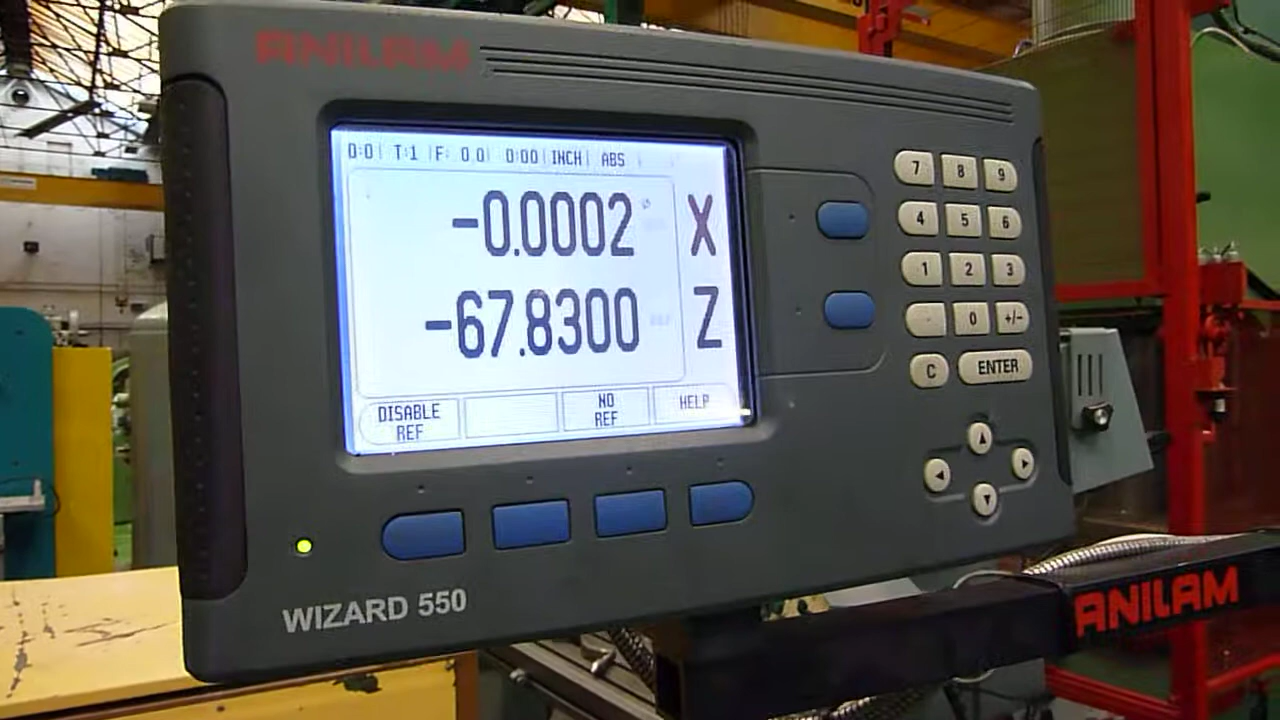 ANILAM
0:0 T:1 F: 0.0 0:00 INCH ABS
-0.0002 X
-67.8300 Z
DISABLE REF
NO REF
HELP
7 8 9
4 5 6
1 2 3
0 +/-
C ENTER
WIZARD 550
ANILAM